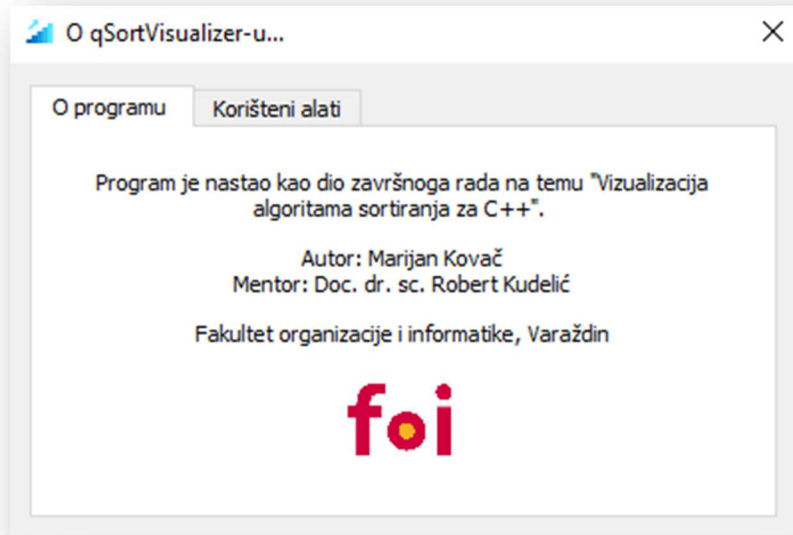 O qSortVisualizer-u...
O programu
Korišteni alati
Program je nastao kao dio završnoga rada na temu "Vizualizacija
algoritama sortiranja za C++".
Autor: Marijan Kovač
Mentor: Doc. dr. sc. Robert Kudelić
Fakultet organizacije i informatike, Varaždin
foi